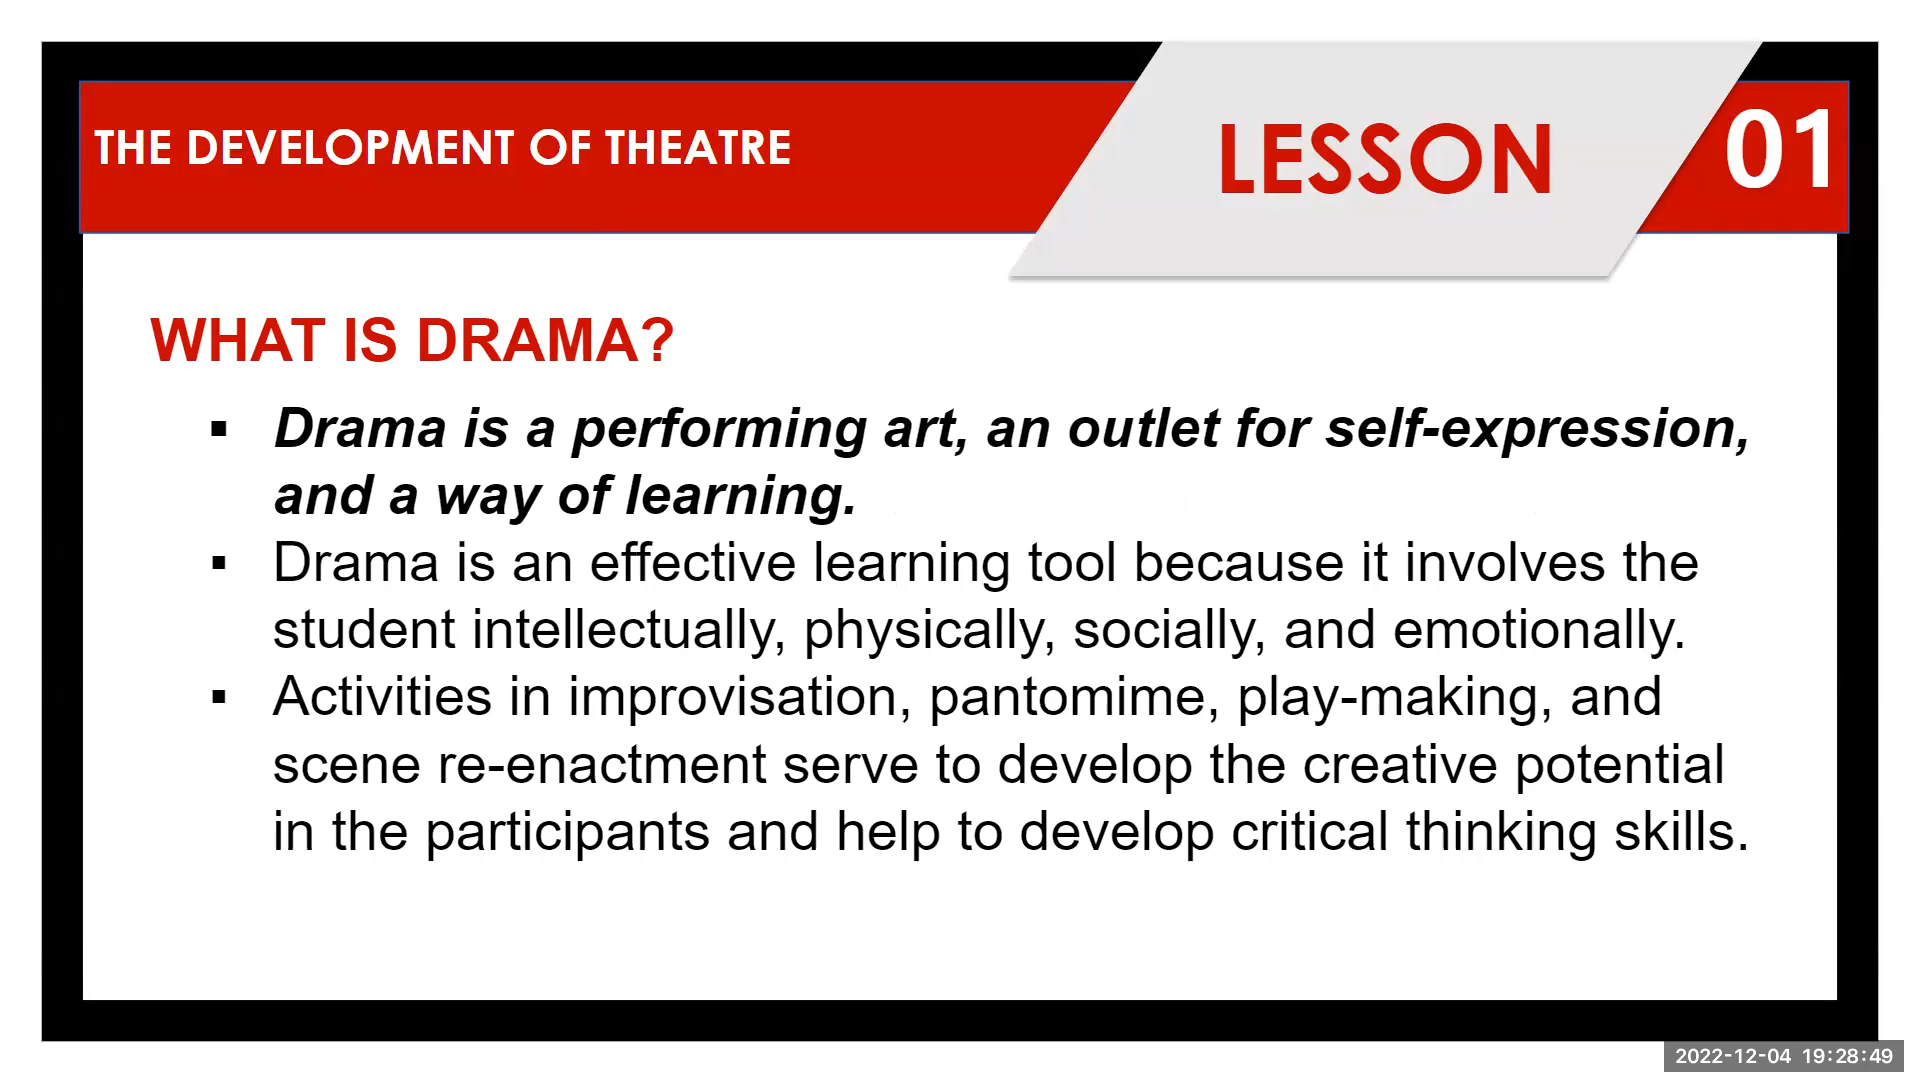 THE DEVELOPMENT OF THEATRE
LESSON
01
WHAT IS DRAMA?
▪ Drama is a performing art, an outlet for self-expression,
and a way of learning.
▪ Drama is an effective learning tool because it involves the
student intellectually, physically, socially, and emotionally.
▪ Activities in improvisation, pantomime, play-making, and
scene re-enactment serve to develop the creative potential
in the participants and help to develop critical thinking skills.
2022-12-04 19:28:49